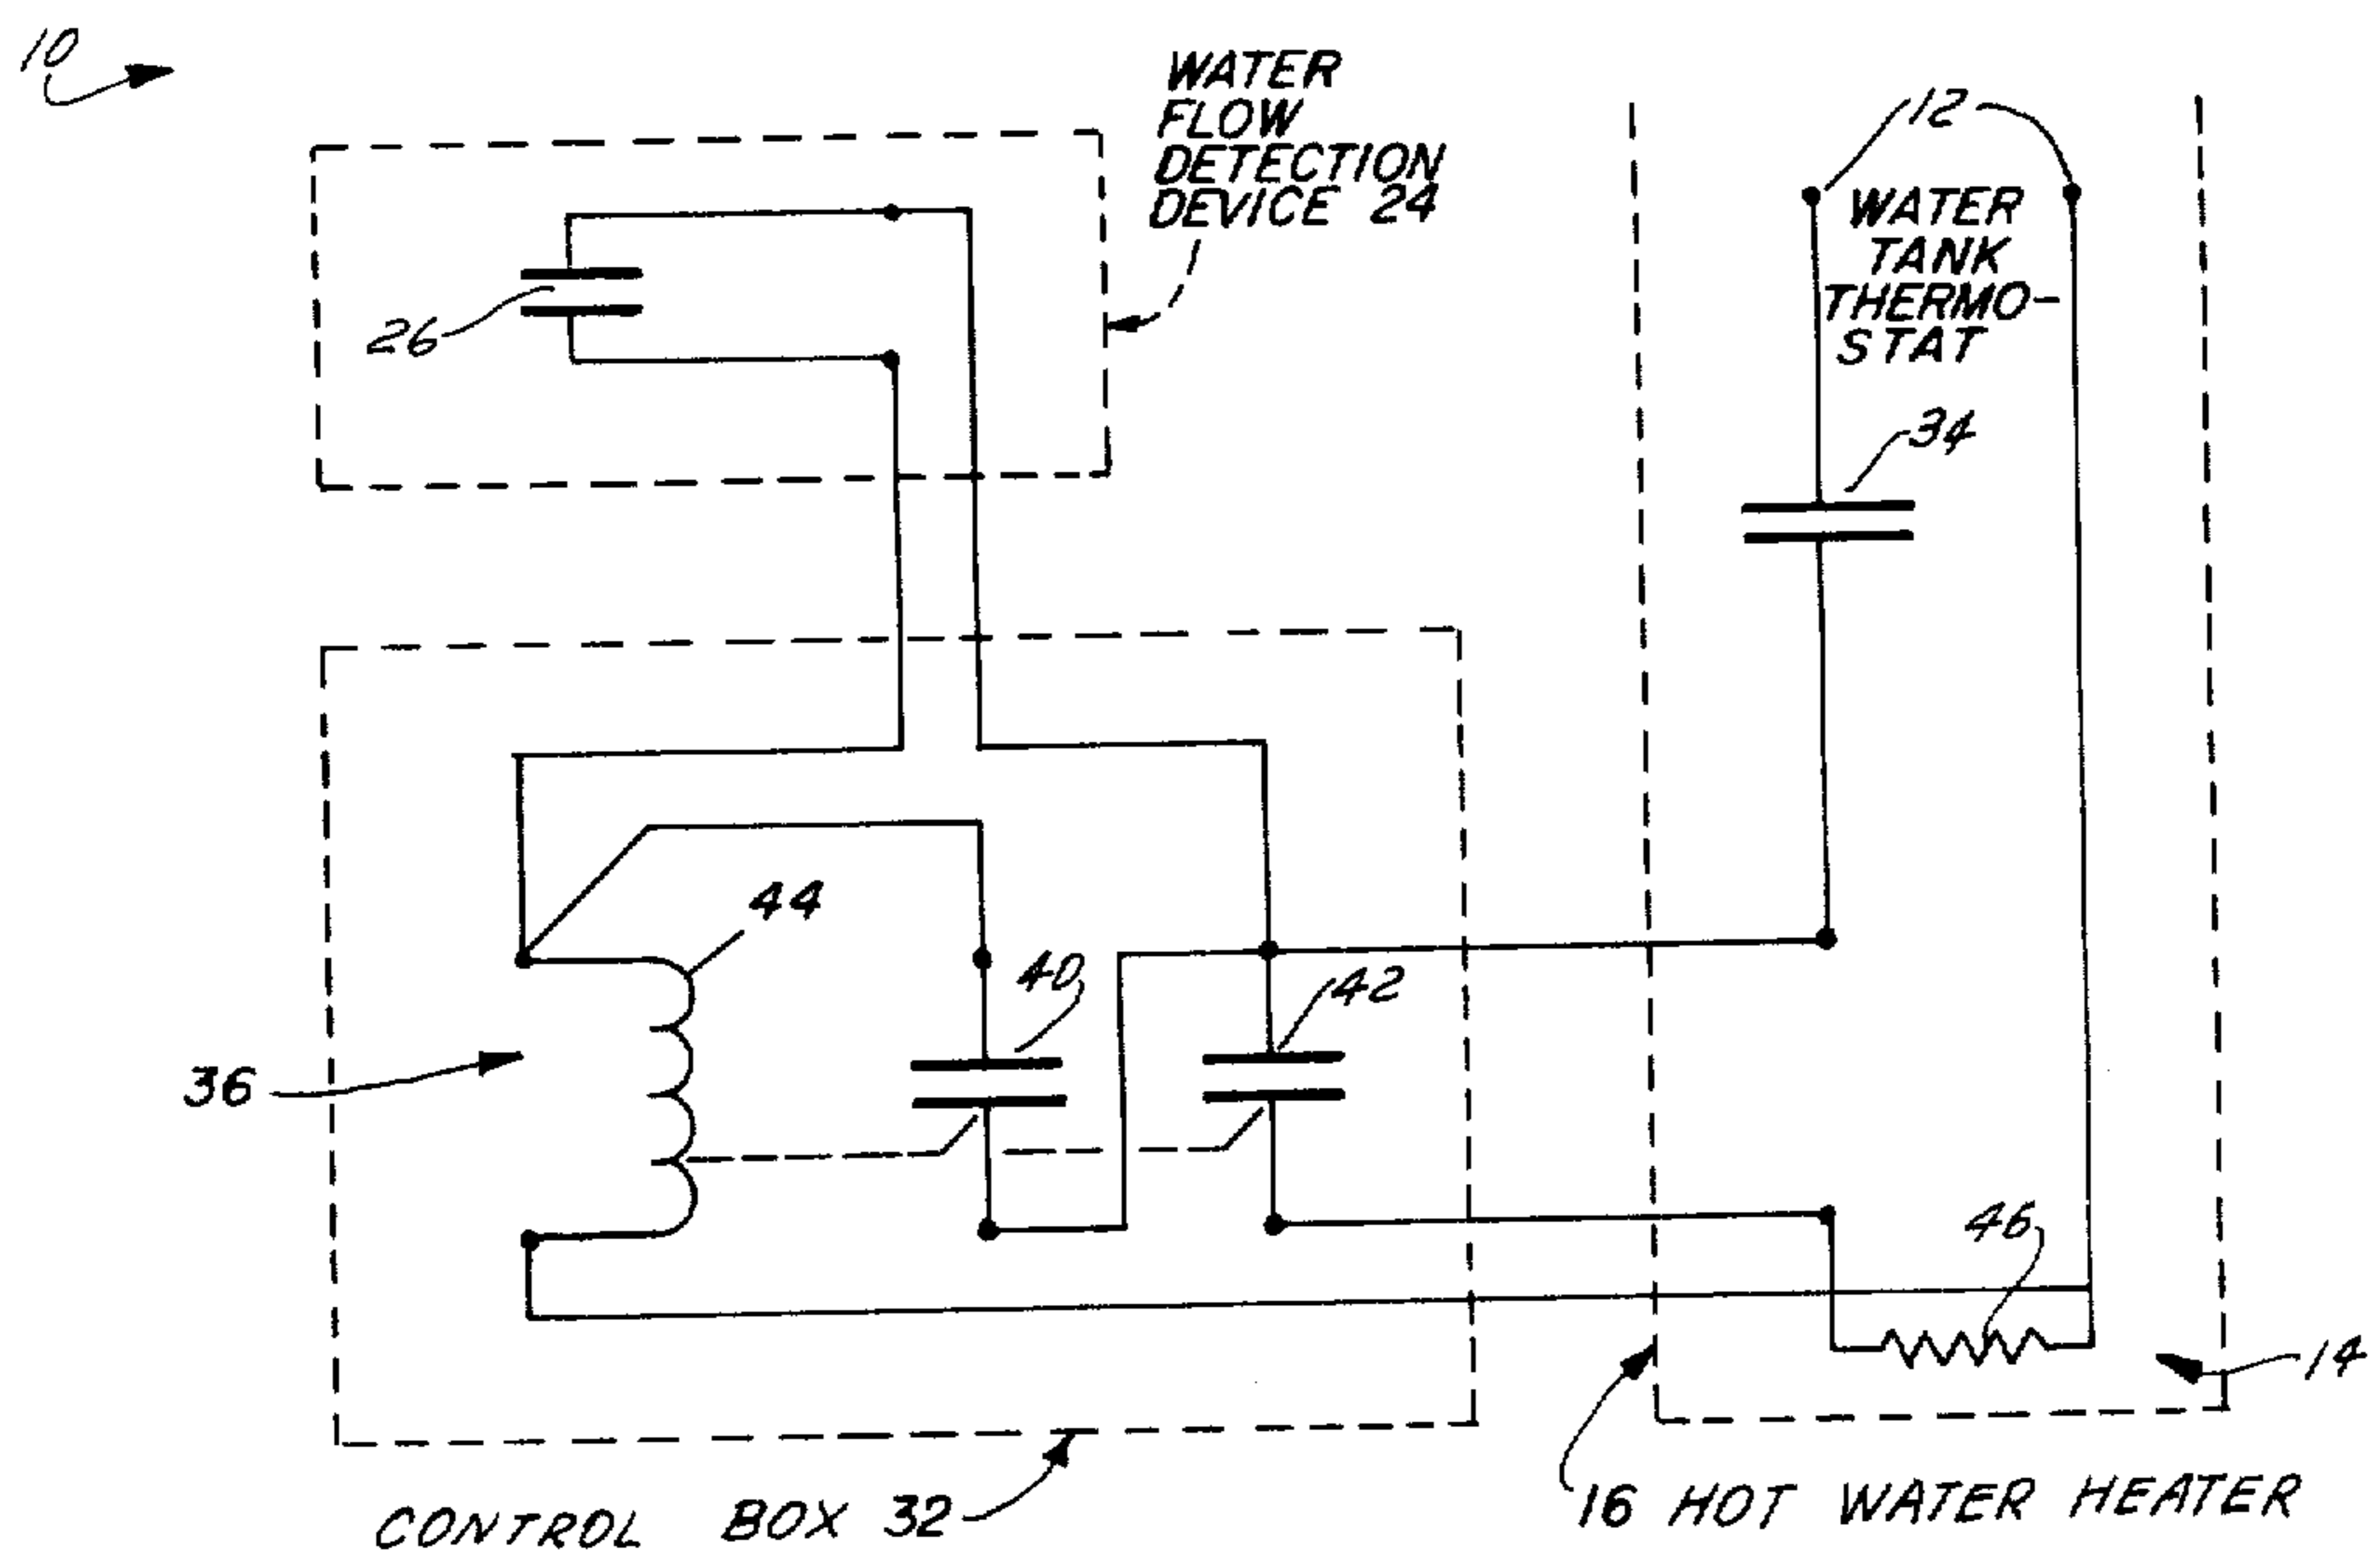 10
WATER
FLOW
DETECTION
DEVICE 24
12
WATER
TANK
THERMO-
STAT
26
34
44
40
42
36
46
14
16 HOT WATER HEATER
CONTROL BOX 32